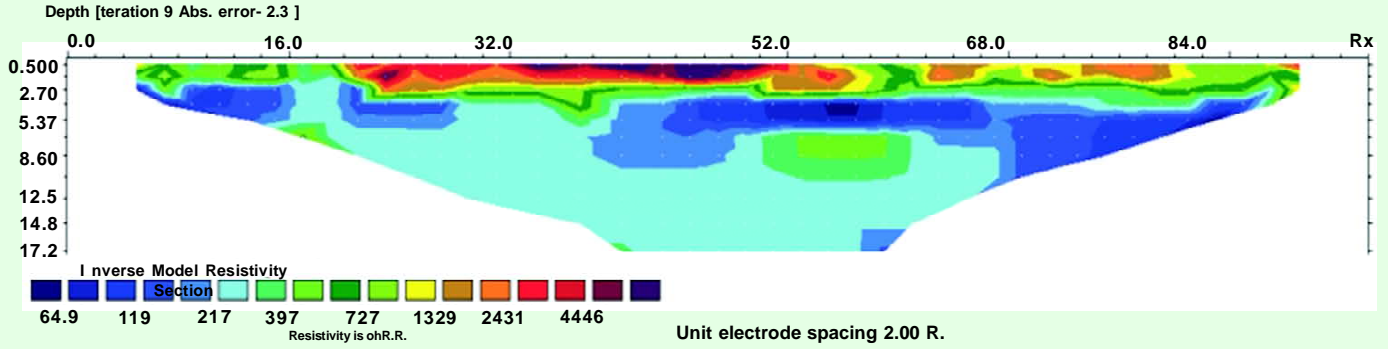 Depth [teration 9 Abs. error- 2.3 ]
0.0 16.0 32.0 52.0 68.0 84.0 Rx
0.500
2.70
5.37
8.60
12.5
14.8
17.2
I nverse Model Resistivity
Section
64.9 119 217 397 727 1329 2431 4446
Resistivity is ohR.R.
Unit electrode spacing 2.00 R.